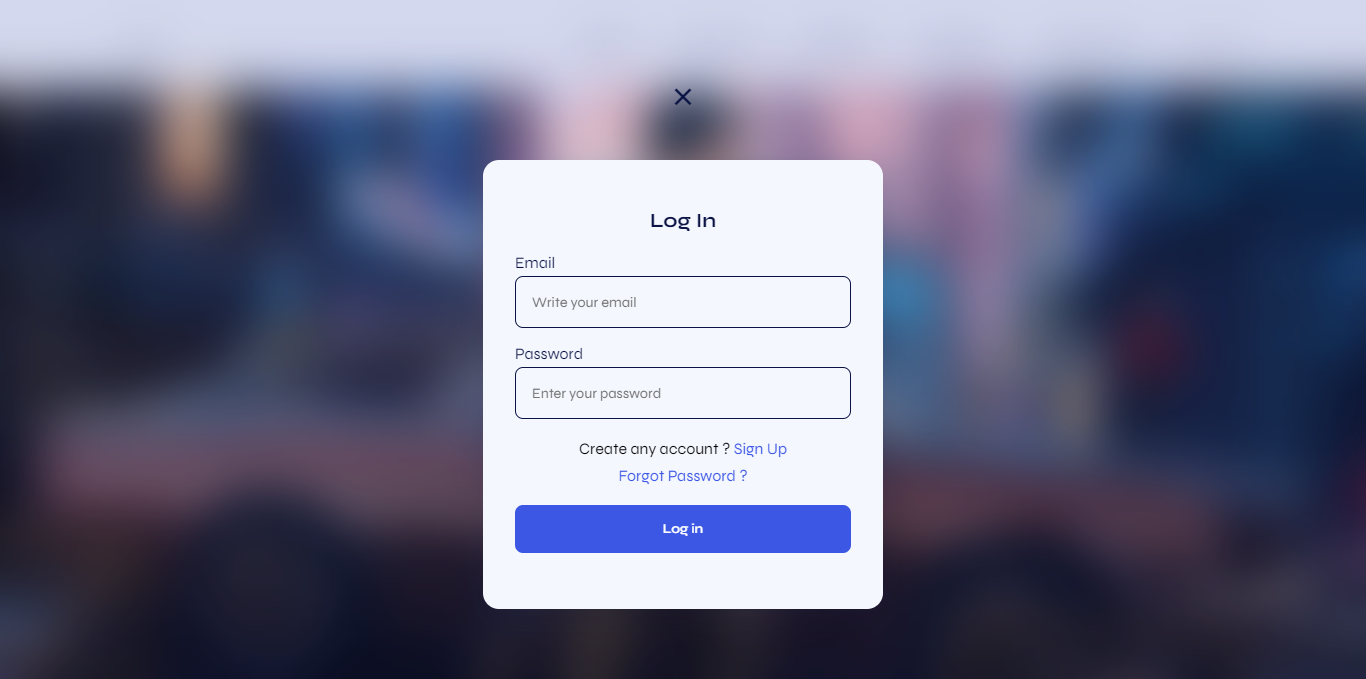 Log In
Email
Write your email
Password
Enter your password
Create any account ? Sign Up
Forgot Password ?
Log in